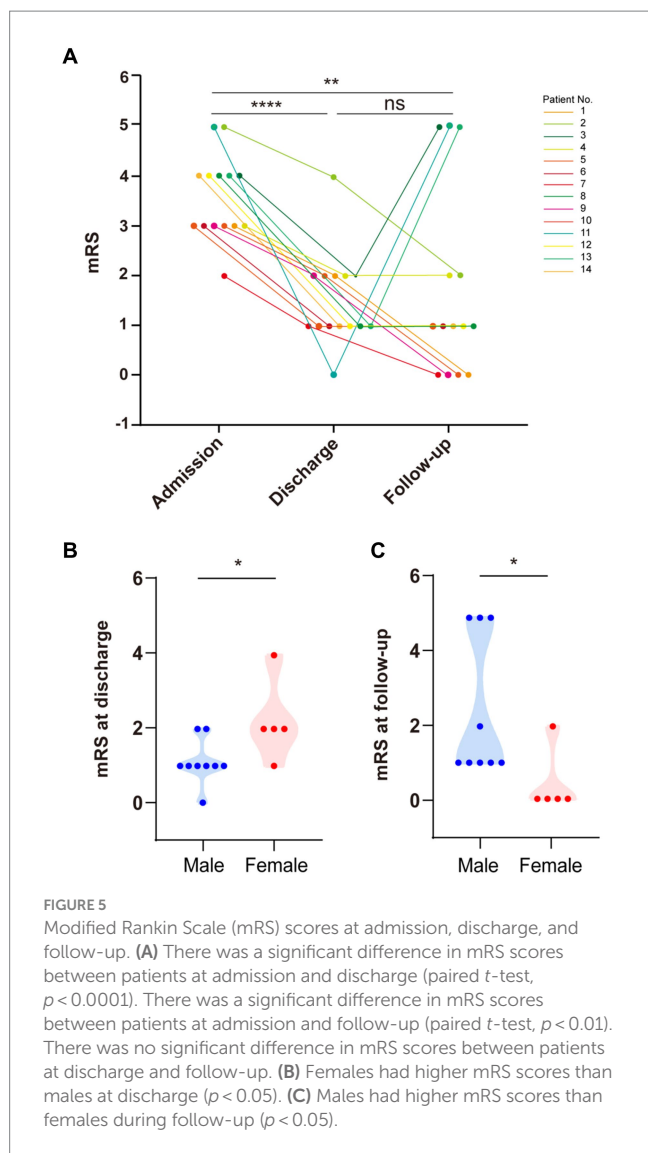 A
6
5
4
3
2
1
0
-1
mRS
**
****
ns
Admission
Discharge
Follow-up
Patient No.
1
2
3
4
5
6
7
8
9
10
11
12
13
14
B
6
4
2
0
mRS at discharge
*
Male
Female
C
6
4
2
0
mRS at follow-up
*
Male
Female
FIGURE 5
Modified Rankin Scale (mRS) scores at admission, discharge, and
follow-up. (A) There was a significant difference in mRS scores
between patients at admission and discharge (paired t-test,
p < 0.0001). There was a significant difference in mRS scores
between patients at admission and follow-up (paired t-test, p < 0.01).
There was no significant difference in mRS scores between patients
at discharge and follow-up. (B) Females had higher mRS scores than
males at discharge (p < 0.05). (C) Males had higher mRS scores than
females during follow-up (p < 0.05).